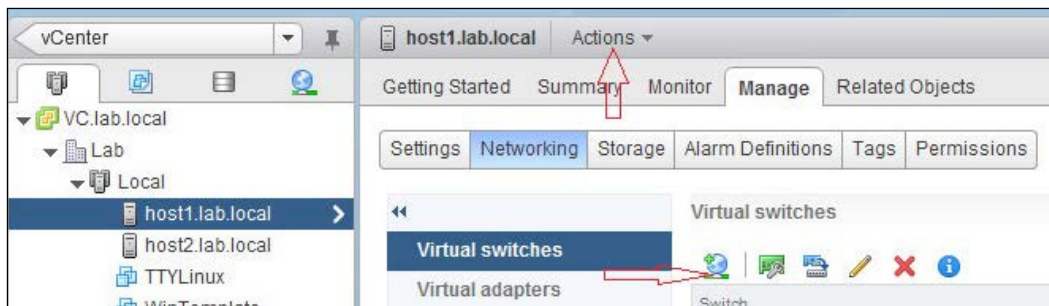 vCenter
host1.lab.local Actions
Getting Started Summary Monitor Manage Related Objects
VC.lab.local
Lab
Local
host1.lab.local
host2.lab.local
TTYLinux
WinTemplate
Settings Networking Storage Alarm Definitions Tags Permissions
Virtual switches
Virtual adapters
Virtual switches
Switch